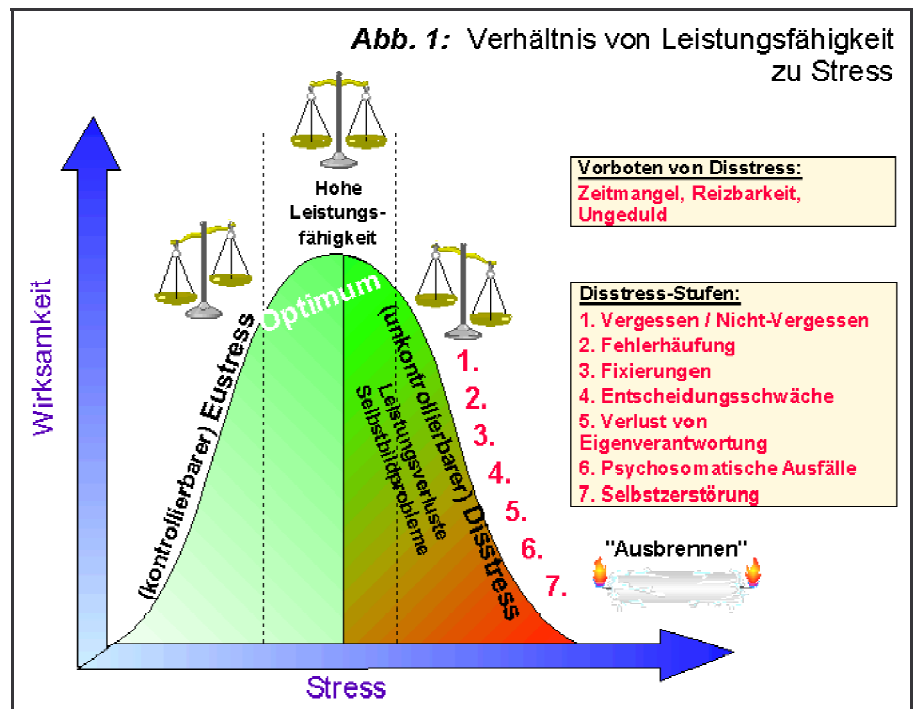 Abb. 1: Verhältnis von Leistungsfähigkeit
zu Stress
Hohe
Leistungs-
fähigkeit
Vorboten von Disstress:
Zeitmangel, Reizbarkeit,
Ungeduld
Wirksamkeit
Optimum
(kontrollierbarer) Eustress
(unkontrollierbarer) Disstress
Leistungsverluste
Selbstbildprobleme
1.
2.
3.
4.
5.
6.
7.
Disstress-Stufen:
1. Vergessen / Nicht-Vergessen
2. Fehlerhäufung
3. Fixierungen
4. Entscheidungsschwäche
5. Verlust von
Eigenverantwortung
6. Psychosomatische Ausfälle
7. Selbstzerstörung
"Ausbrennen"
Stress